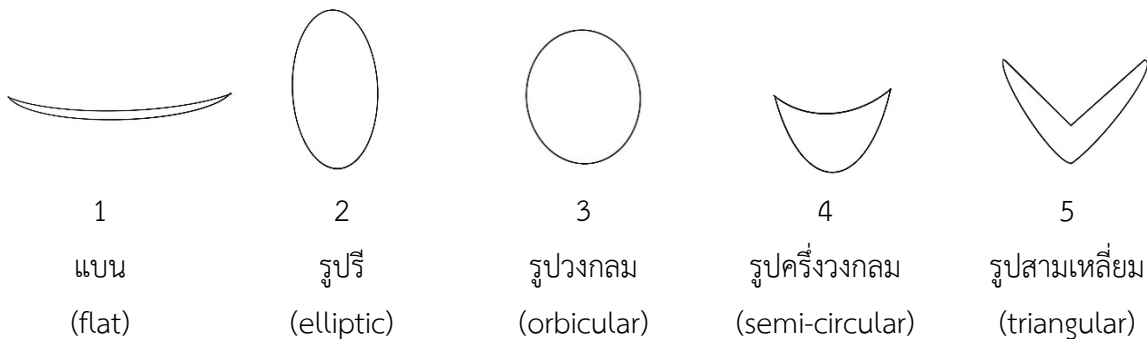 1 2 3 4 5
แบน รูปรี รูปวงกลม รูปครึ่งวงกลม รูปสามเหลี่ยม
(flat) (elliptic) (orbicular) (semi-circular) (triangular)